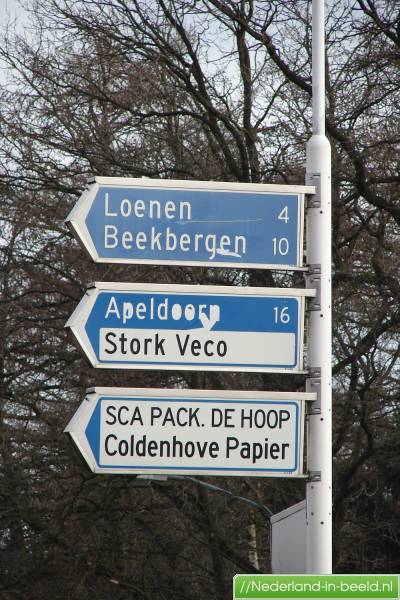 Loenen 4
Beekbergen 10
Apeldoorn 16
Stork Veco
SCA PACK. DE HOOP
Coldenhove Papier
//Nederland-in-beeld.nl